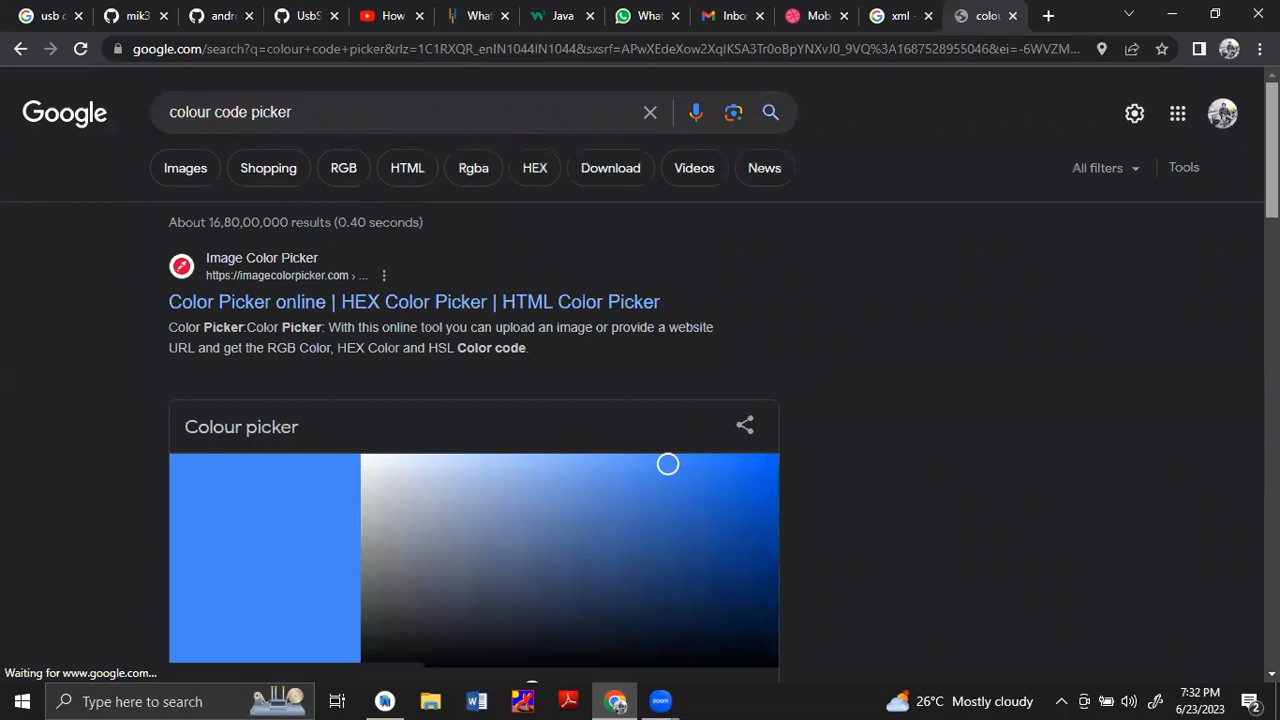 usb c
mik3
andro
UbsS
How
What
Java
What
Inbo
Mob
xml -
colou
google.com/search?q=colour+code+picker&rlz=1C1RXQR_enIN1044IN1044&sxsrf=APwXEdeXow2XqiKSA3Tr0oBpYNXvJ0_9VQ%3A1687528955046&ei=-6WVZM...
Google
colour code picker
Images
Shopping
RGB
HTML
Rgba
HEX
Download
Videos
News
All filters
Tools
About 16,80,00,000 results (0.40 seconds)
Image Color Picker
https://imagecolorpicker.com › ...
Color Picker online | HEX Color Picker | HTML Color Picker
Color Picker:Color Picker: With this online tool you can upload an image or provide a website
URL and get the RGB Color, HEX Color and HSL Color code.
Colour picker
Waiting for www.google.com...
Type here to search
zoom
26°C Mostly cloudy
7:32 PM
6/23/2023
2